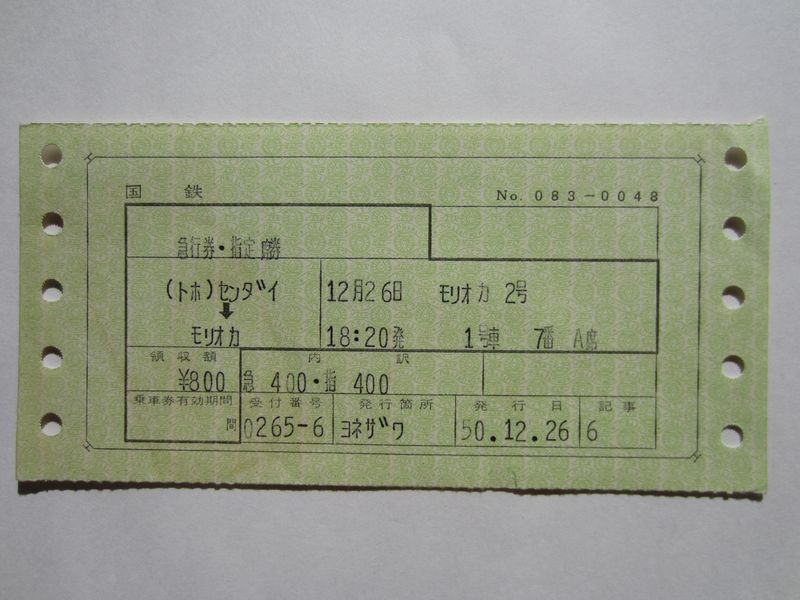 国鉄 No. 083-0048
急行券・指定席券
(トホ)センダイ 12月26日 モリオカ 2号
⬇
モリオカ 18:20発 1号車 7番 A席
領収額 内訳
¥800 急 400・指 400
乗車券有効期間 受付番号 発行箇所 発行日 記事
間 0265-6 ヨネザワ 50.12.26 6